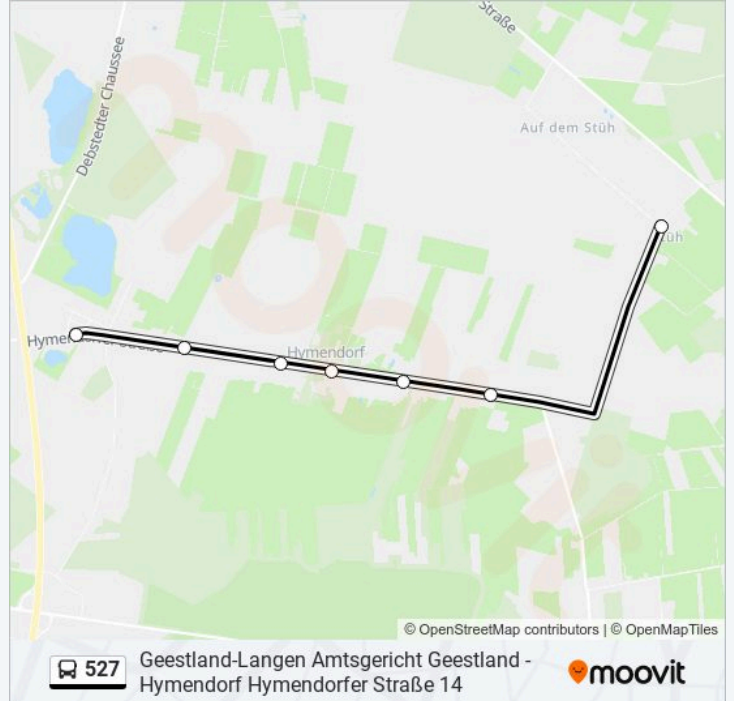 Straße
Debstedter Chaussee
Auf dem Stüh
Hymendorf
© OpenStreetMap contributors | © OpenMapTiles
527
Geestland-Langen Amtsgericht Geestland -
Hymendorf Hymendorfer Straße 14
moovit